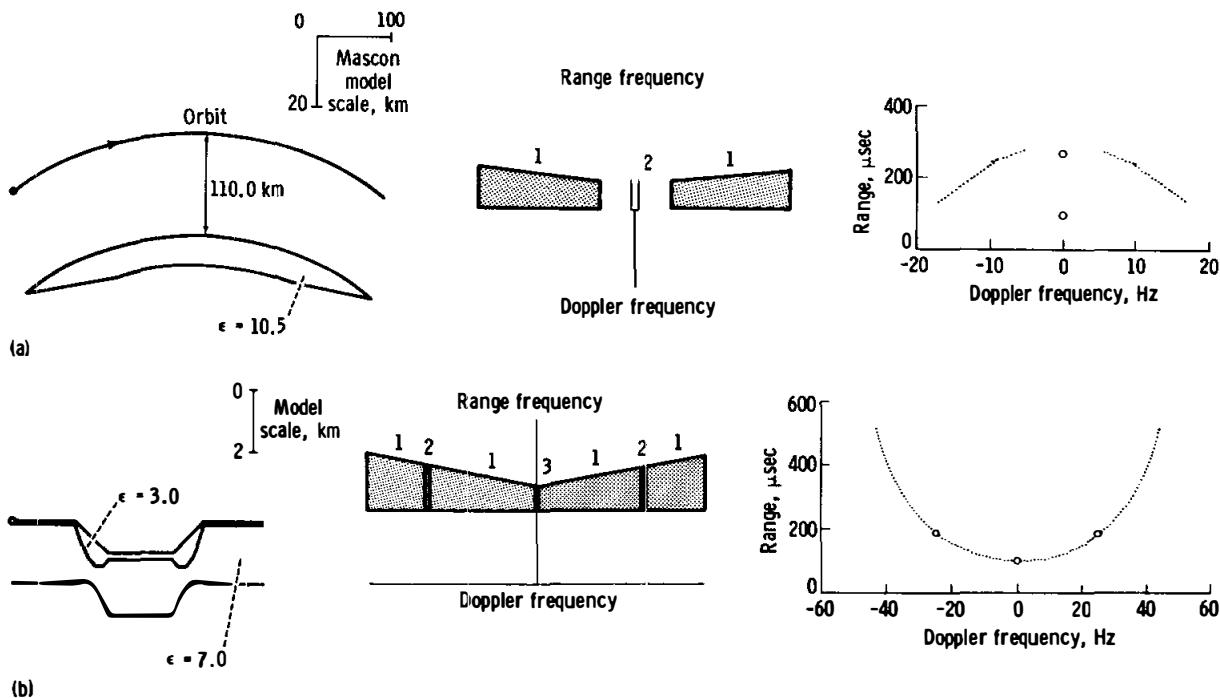 0 100
Mascon
model
scale, km
20
Orbit
110.0 km
ε = 10.5
(a)
Range frequency
1 2 1
Doppler frequency
Range, μsec
400
200
0
-20 -10 0 10 20
Doppler frequency, Hz
0
Model
scale, km
2
ε = 3.0
ε = 7.0
(b)
Range frequency
1 2 1 3 1 2 1
Doppler frequency
Range, μsec
600
400
200
0
-60 -40 -20 0 20 40 60
Doppler frequency, Hz